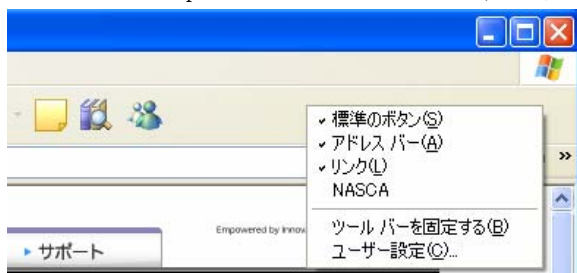 標準のボタン(S)
アドレス バー(A)
リンク(L)
»
NASCA
Empowered by Innov
ツール バーを固定する(B)
サポート
ユーザー設定(C)...